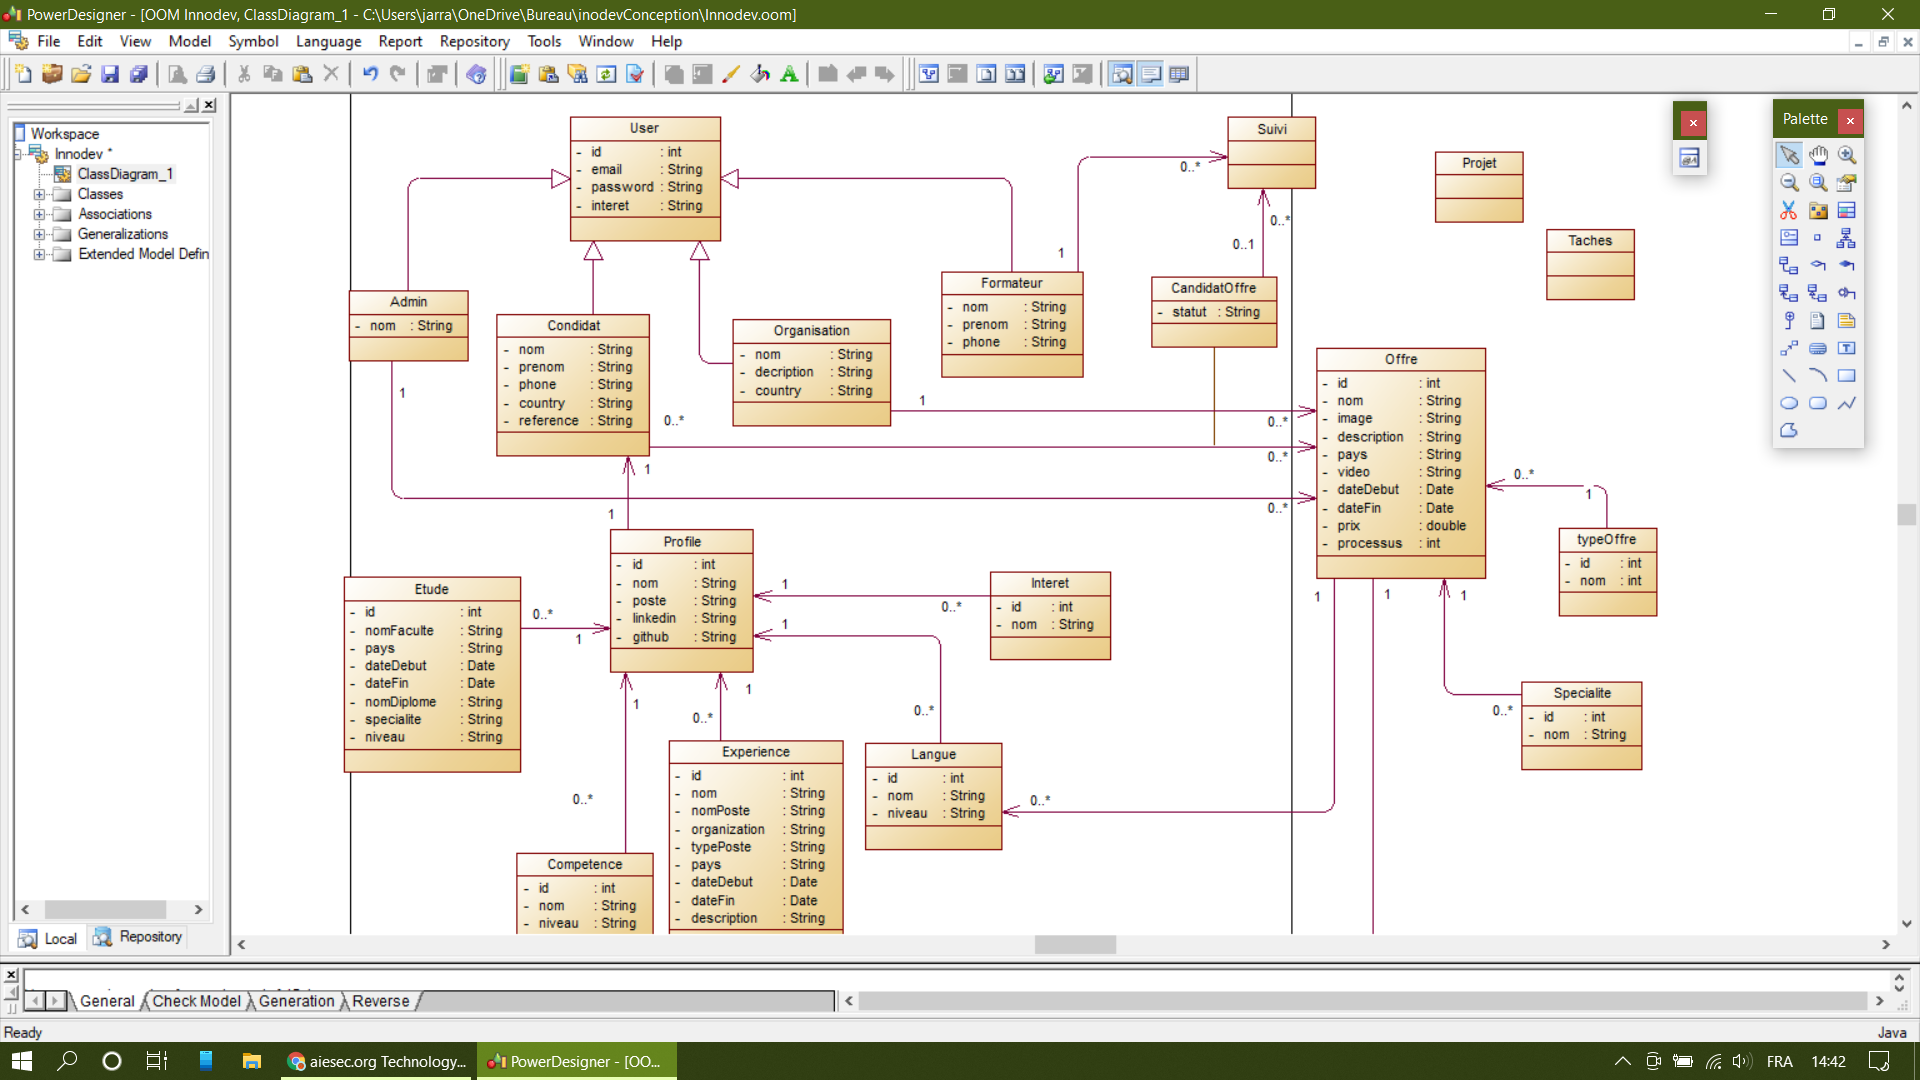 PowerDesigner - [OOM Innodev, ClassDiagram_1 - C:\Users\jarra\OneDrive\Bureau\inodevConception\Innodev.oom]
File Edit View Model Symbol Language Report Repository Tools Window Help
Workspace
Innodev *
ClassDiagram_1
Classes
Associations
Generalizations
Extended Model Defin
Local Repository
User
- id : int
- email : String
- password : String
- interet : String
Suivi
Projet
Taches
Palette
Admin
- nom : String
Condidat
- nom : String
- prenom : String
- phone : String
- country : String
- reference : String
Organisation
- nom : String
- decription : String
- country : String
Formateur
- nom : String
- prenom : String
- phone : String
CandidatOffre
- statut : String
Offre
- id : int
- nom : String
- image : String
- description : String
- pays : String
- video : String
- dateDebut : Date
- dateFin : Date
- prix : double
- processus : int
typeOffre
- id : int
- nom : int
Specialite
- id : int
- nom : String
Profile
- id : int
- nom : String
- poste : String
- linkedin : String
- github : String
Interet
- id : int
- nom : String
Etude
- id : int
- nomFaculte : String
- pays : String
- dateDebut : Date
- dateFin : Date
- nomDiplome : String
- specialite : String
- niveau : String
Experience
- id : int
- nom : String
- nomPoste : String
- organization : String
- typePoste : String
- pays : String
- dateDebut : Date
- dateFin : Date
- description : String
Langue
- id : int
- nom : String
- niveau : String
Competence
- id : int
- nom : String
- niveau : String
0..*
1
0..*
0..1
1
0..*
1
0..*
0..*
1
0..*
1
0..*
1
1
1
1
0..*
0..*
1
1
0..*
1
0..*
1
0..*
1
0..*
1
0..*
1
0..*
General Check Model Generation Reverse
Ready
Java
aiesec.org Technology...
PowerDesigner - [OO...
FRA 14:42